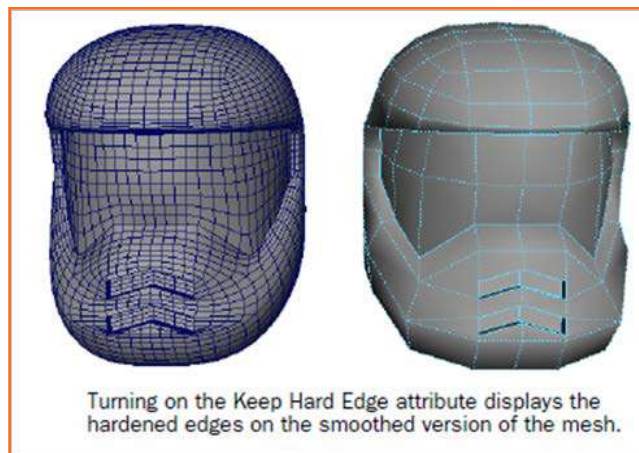 Turning on the Keep Hard Edge attribute displays the
hardened edges on the smoothed version of the mesh.